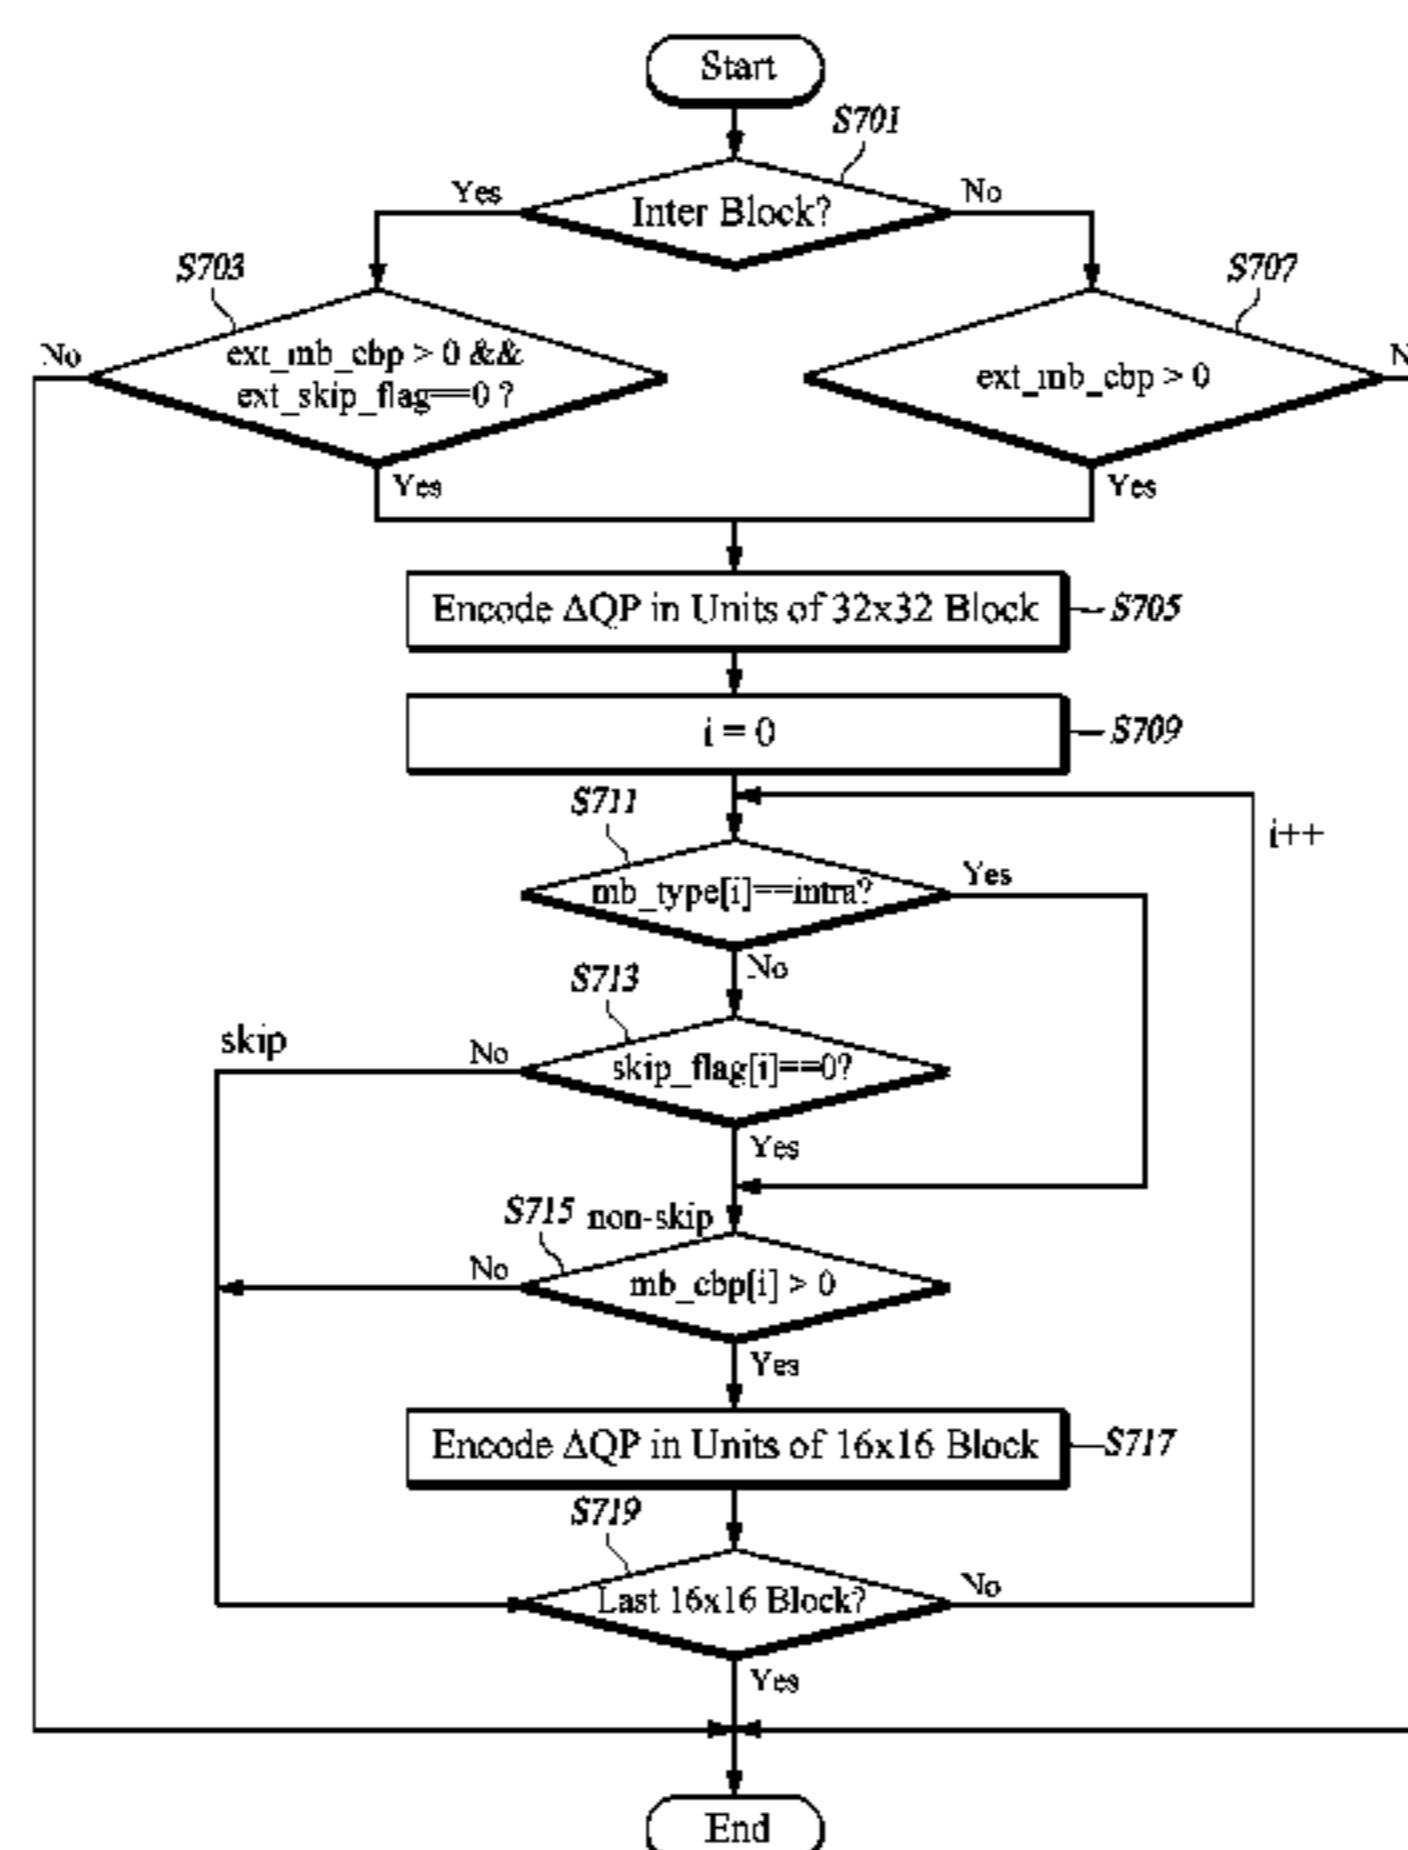 Start
S701
Yes
Inter Block?
No
S703
S707
No
ext_mb_cbp > 0 &&
ext_skip_flag==0 ?
ext_mb_cbp > 0
N
Yes
Yes
Encode ΔQP in Units of 32x32 Block
S705
i = 0
S709
S711
i++
mb_type[i]==intra?
Yes
No
S713
skip
No
skip_flag[i]==0?
Yes
S715
non-skip
No
mb_cbp[i] > 0
Yes
Encode ΔQP in Units of 16x16 Block
S717
S719
Last 16x16 Block?
No
Yes
End